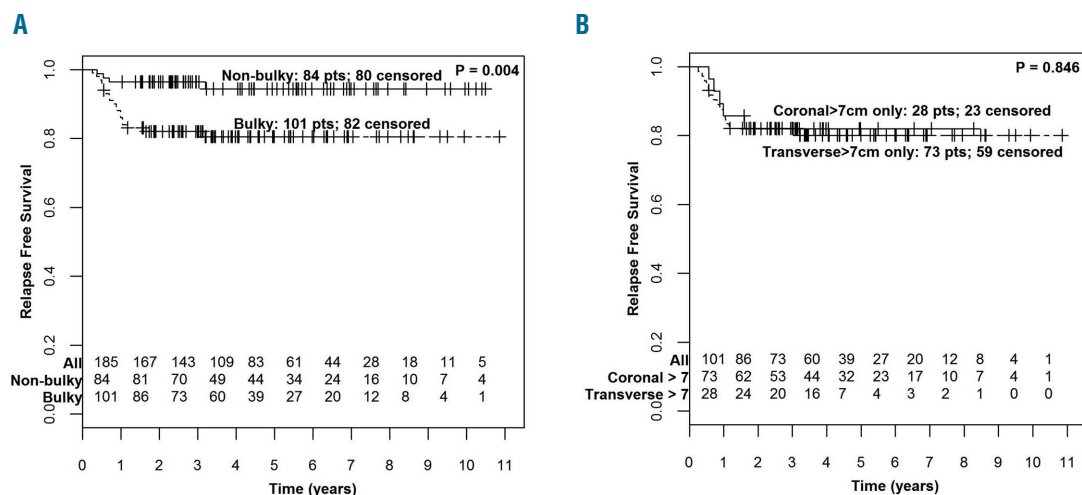 A
Relapse Free Survival
1.0
0.8
0.6
0.4
0.2
0.0
P = 0.004
Non-bulky: 84 pts; 80 censored
Bulky: 101 pts; 82 censored
All 185 167 143 109 83 61 44 28 18 11 5
Non-bulky 84 81 70 49 44 34 24 16 10 7 4
Bulky 101 86 73 60 39 27 20 12 8 4 1
0 1 2 3 4 5 6 7 8 9 10 11
Time (years)
B
Relapse Free Survival
1.0
0.8
0.6
0.4
0.2
0.0
P = 0.846
Coronal>7cm only: 28 pts; 23 censored
Transverse>7cm only: 73 pts; 59 censored
All 101 86 73 60 39 27 20 12 8 4 1
Coronal > 7 73 62 53 44 32 23 17 10 7 4 1
Transverse > 7 28 24 20 16 7 4 3 2 1 0 0
0 1 2 3 4 5 6 7 8 9 10 11
Time (years)